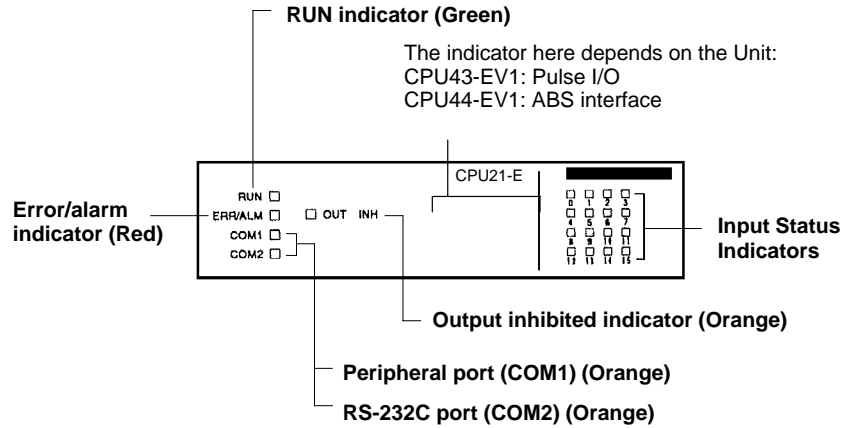 RUN indicator (Green)
The indicator here depends on the Unit:
CPU43-EV1: Pulse I/O
CPU44-EV1: ABS interface
CPU21-E
RUN
ERR/ALM
OUT INH
COM1
COM2
0 1 2 3
4 5 6 7
8 9 10 11
12 13 14 15
Error/alarm
indicator (Red)
Input Status
Indicators
Output inhibited indicator (Orange)
Peripheral port (COM1) (Orange)
RS-232C port (COM2) (Orange)